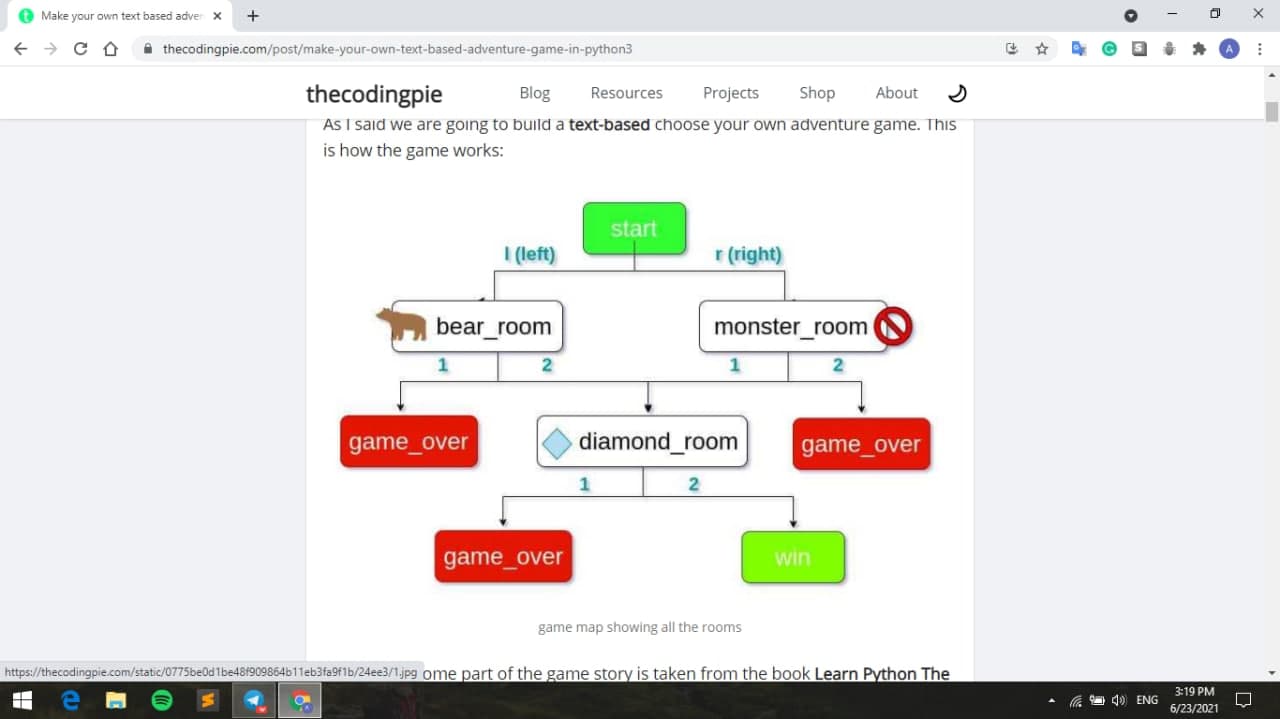 Make your own text based adver
thecodingpie.com/post/make-your-own-text-based-adventure-game-in-python3
A
thecodingpie
Blog
Resources
Projects
Shop
About
As I said we are going to build a text-based choose your own adventure game. This
is how the game works:
start
l (left)
r (right)
bear_room
monster_room
1
2
1
2
game_over
diamond_room
game_over
1
2
game_over
win
game map showing all the rooms
https://thecodingpie.com/static/0775be0d1be48f909864b11eb3fa9f1b/24ee3/1.jpg
ome part of the game story is taken from the book Learn Python The
ENG
3:19 PM
6/23/2021